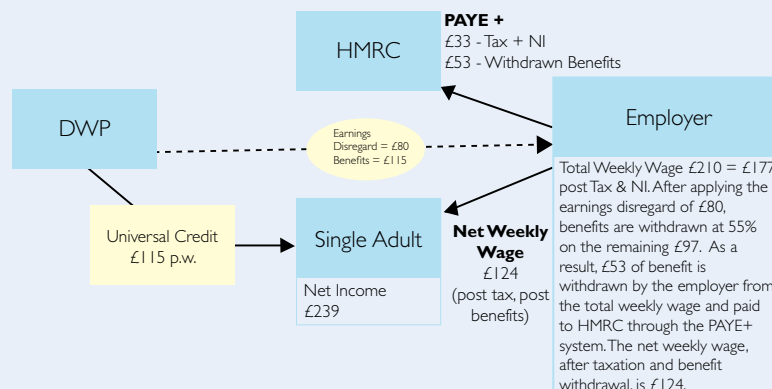 PAYE +
£33 - Tax + NI
£53 - Withdrawn Benefits
HMRC
DWP
Earnings
Disregard = £80
Benefits = £115
Employer
Total Weekly Wage £210 = £177
post Tax & NI. After applying the
earnings disregard of £80,
benefits are withdrawn at 55%
on the remaining £97. As a
result, £53 of benefit is
withdrawn by the employer from
the total weekly wage and paid
to HMRC through the PAYE+
system. The net weekly wage,
after taxation and benefit
withdrawal, is £124.
Universal Credit
£115 p.w.
Single Adult
Net Income
£239
Net Weekly
Wage
£124
(post tax, post
benefits)